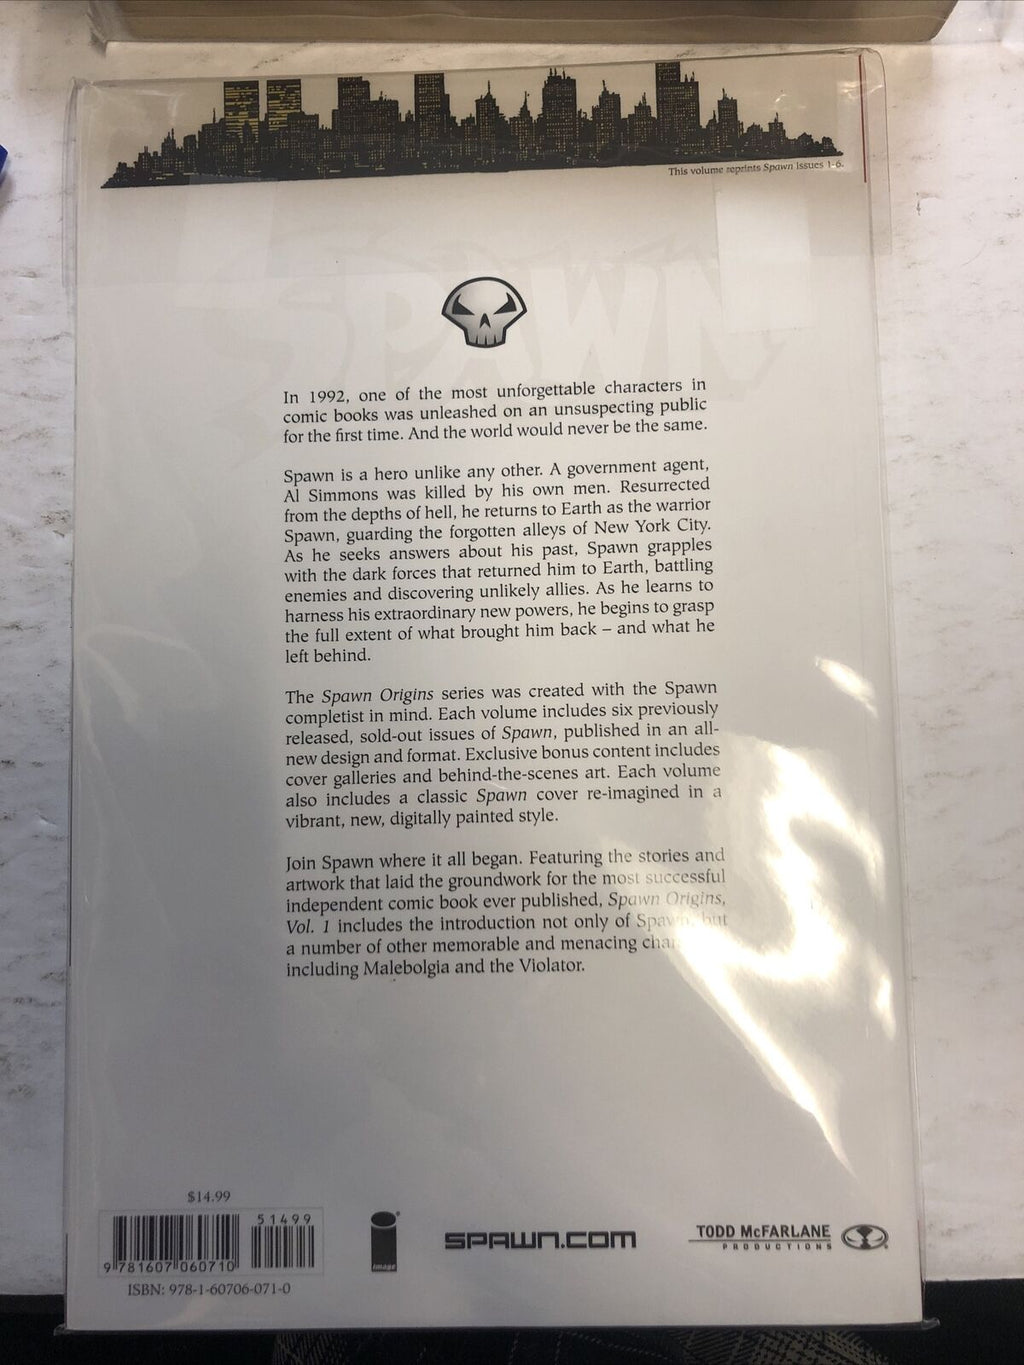 This volume reprints Spawn issues 1-6.
SPAWN
In 1992, one of the most unforgettable characters in
comic books was unleashed on an unsuspecting public
for the first time. And the world would never be the same.
Spawn is a hero unlike any other. A government agent,
Al Simmons was killed by his own men. Resurrected
from the depths of hell, he returns to Earth as the warrior
Spawn, guarding the forgotten alleys of New York City.
As he seeks answers about his past, Spawn grapples
with the dark forces that returned him to Earth, battling
enemies and discovering unlikely allies. As he learns to
harness his extraordinary new powers, he begins to grasp
the full extent of what brought him back – and what he
left behind.
The Spawn Origins series was created with the Spawn
completist in mind. Each volume includes six previously
released, sold-out issues of Spawn, published in an all-
new design and format. Exclusive bonus content includes
cover galleries and behind-the-scenes art. Each volume
also includes a classic Spawn cover re-imagined in a
vibrant, new, digitally painted style.
Join Spawn where it all began. Featuring the stories and
artwork that laid the groundwork for the most successful
independent comic book ever published, Spawn Origins,
Vol. 1 includes the introduction not only of Spawn, but
a number of other memorable and menacing
including Malebolgia and the Violator.
$14.99
51499
9 781607 060710
ISBN: 978-1-60706-071-0
image
SPAWN.COM
TODD McFARLANE
PRODUCTIONS